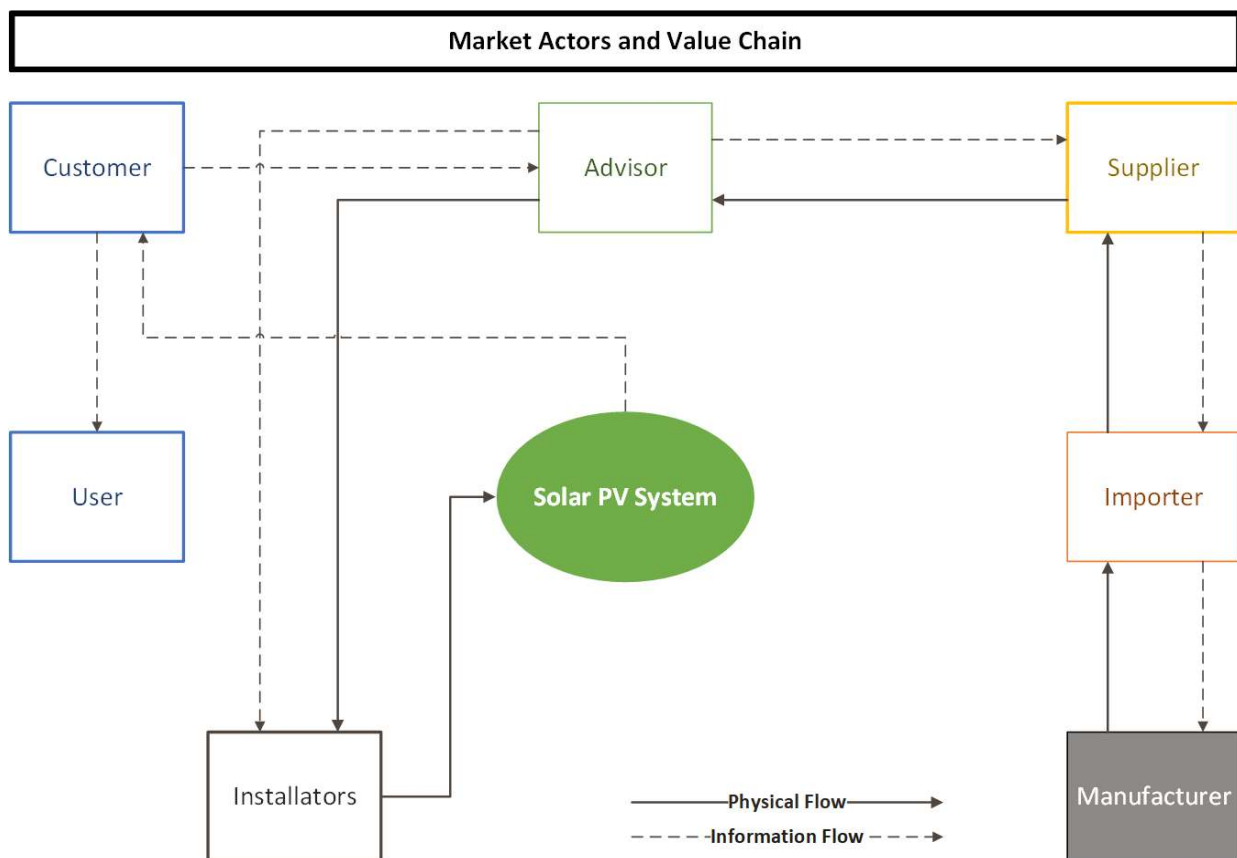 Market Actors and Value Chain
Customer
Advisor
Supplier
User
Solar PV System
Importer
Installators
Manufacturer
Physical Flow
Information Flow